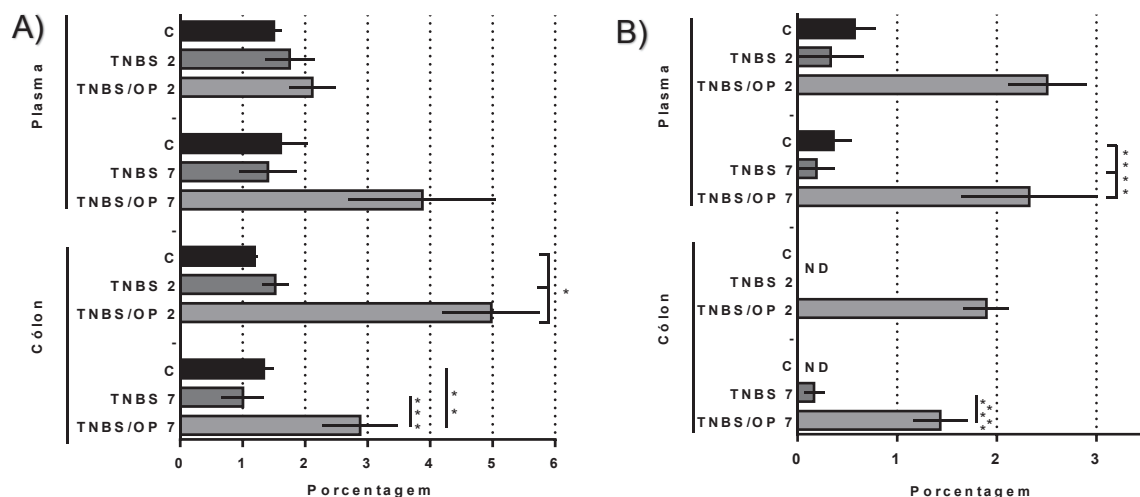 A)
Plasma
C
TNBS 2
TNBS/OP 2
-
C
TNBS 7
TNBS/OP 7
-
Cólon
C
TNBS 2
TNBS/OP 2
*
-
C
TNBS 7
TNBS/OP 7
* * *
* *
0 1 2 3 4 5 6
Porcentagem
B)
Plasma
C
TNBS 2
TNBS/OP 2
-
C
TNBS 7
TNBS/OP 7
* * * *
-
Cólon
C
ND
TNBS 2
TNBS/OP 2
-
C
ND
TNBS 7
TNBS/OP 7
* * * *
0 1 2 3
Porcentagem